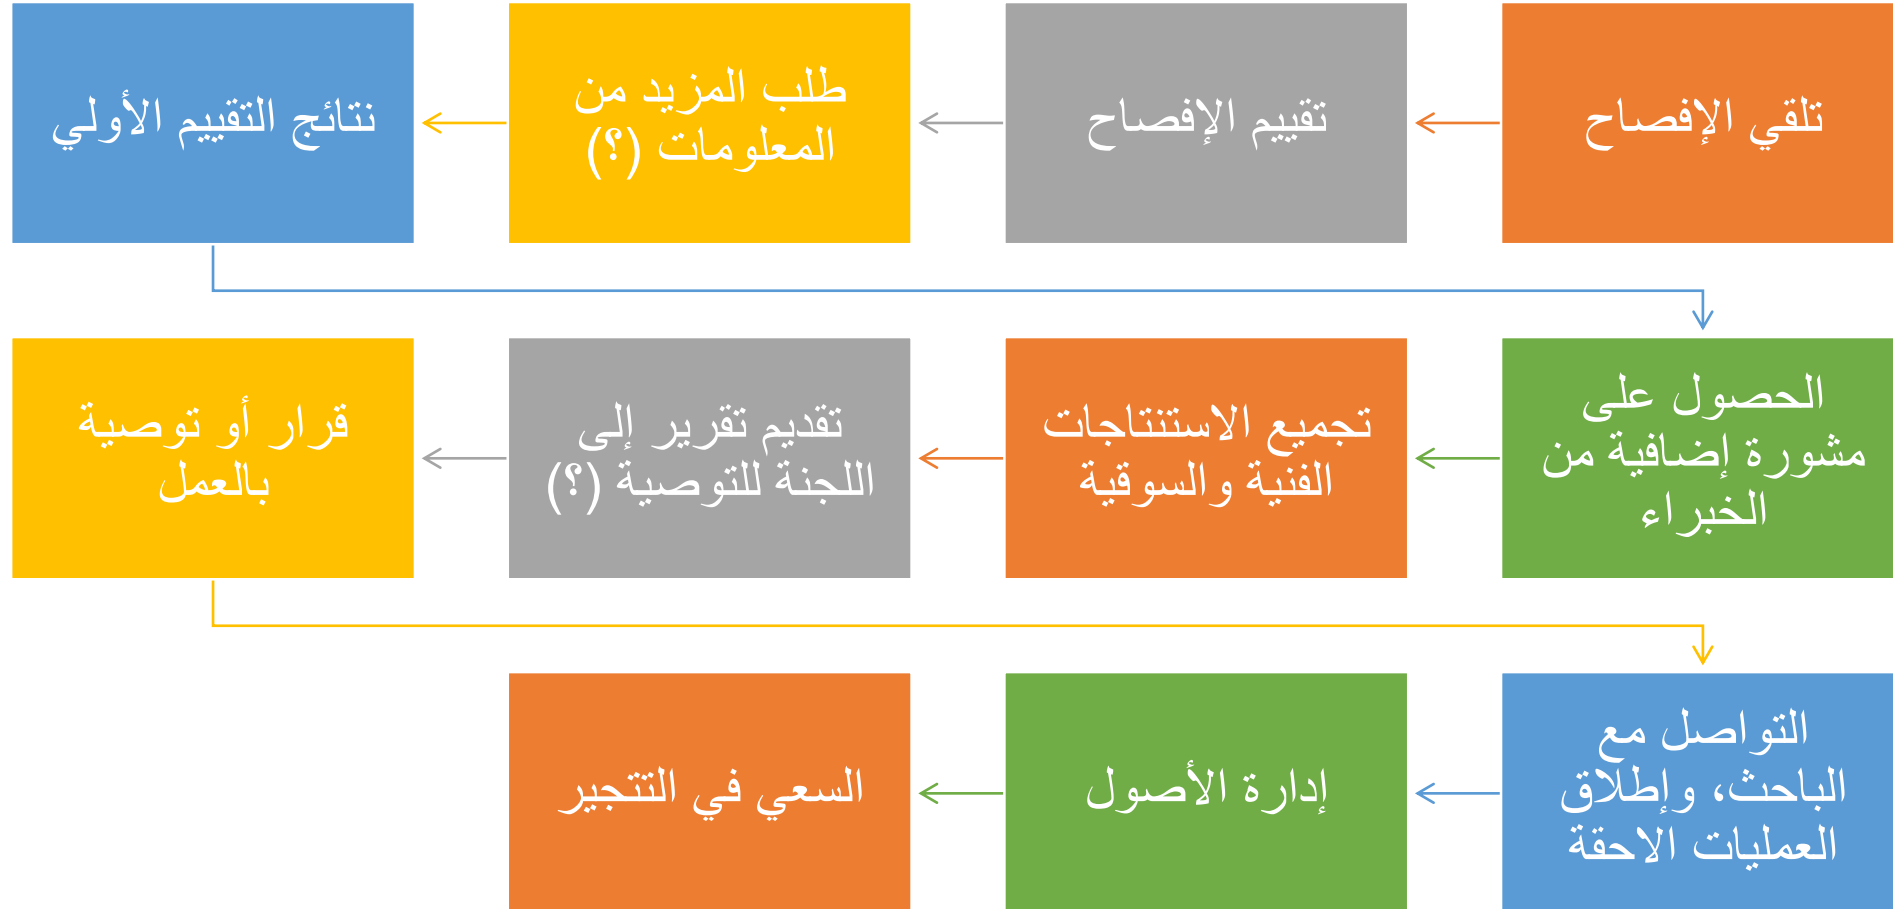 تلقي الإفصاح
تقييم الإفصاح
طلب المزيد من
المعلومات (؟)
نتائج التقييم الأولي
الحصول على
مشورة إضافية من
الخبراء
تجميع الاستنتاجات
الفنية والسوقية
تقديم تقرير إلى
اللجنة للتوصية (؟)
قرار أو توصية
بالعمل
التواصل مع
الباحث، وإطلاق
العمليات الاحقة
إدارة الأصول
السعي في التتجير